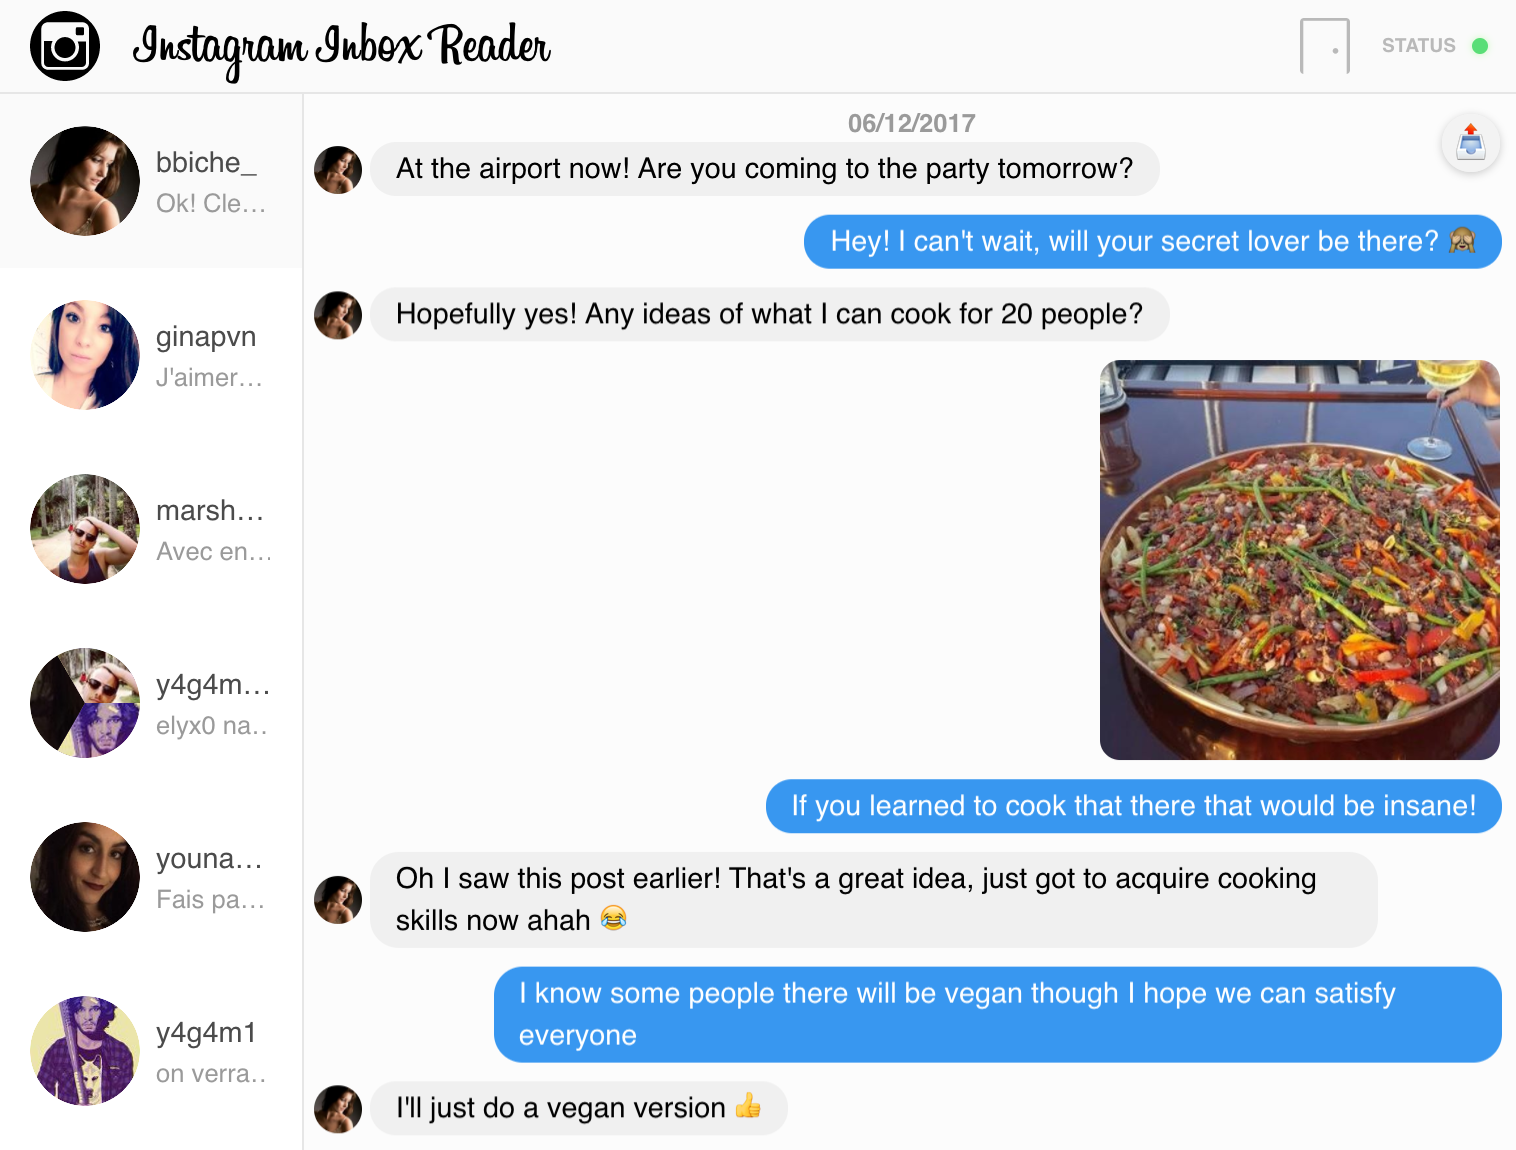 Instagram Inbox Reader
STATUS
bbiche_
Ok! Cle...
ginapvn
J'aimer...
marsh...
Avec en...
y4g4m...
elyx0 na..
youna...
Fais pa...
y4g4m1
on verra..
06/12/2017
At the airport now! Are you coming to the party tomorrow?
Hey! I can't wait, will your secret lover be there? 🙈
Hopefully yes! Any ideas of what I can cook for 20 people?
If you learned to cook that there that would be insane!
Oh I saw this post earlier! That's a great idea, just got to acquire cooking
skills now ahah 😂
I know some people there will be vegan though I hope we can satisfy
everyone
I'll just do a vegan version 👍